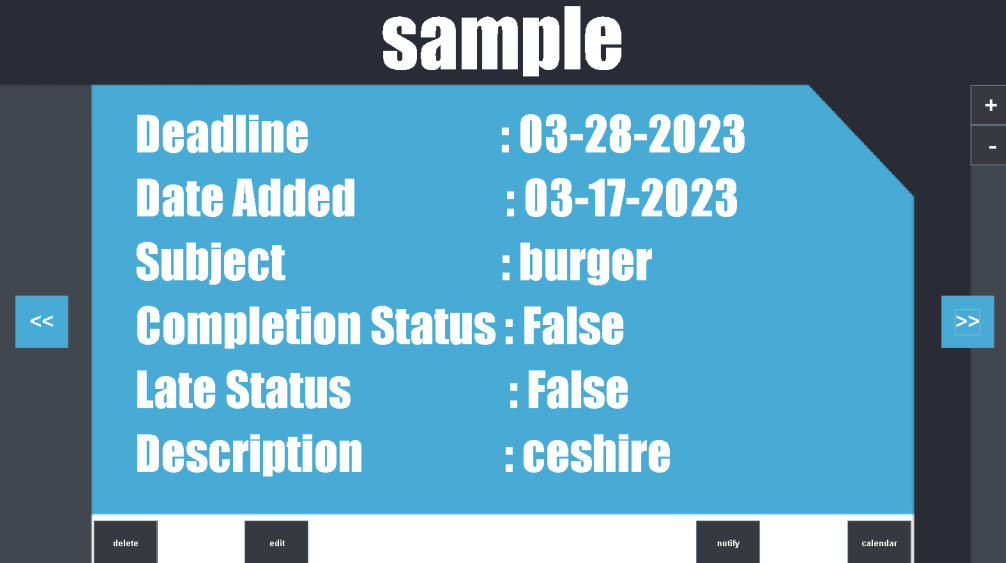 sample
+
-
Deadline : 03-28-2023
Date Added : 03-17-2023
Subject : burger
<< Completion Status : False >>
Late Status : False
Description : ceshire
delete edit notify calendar